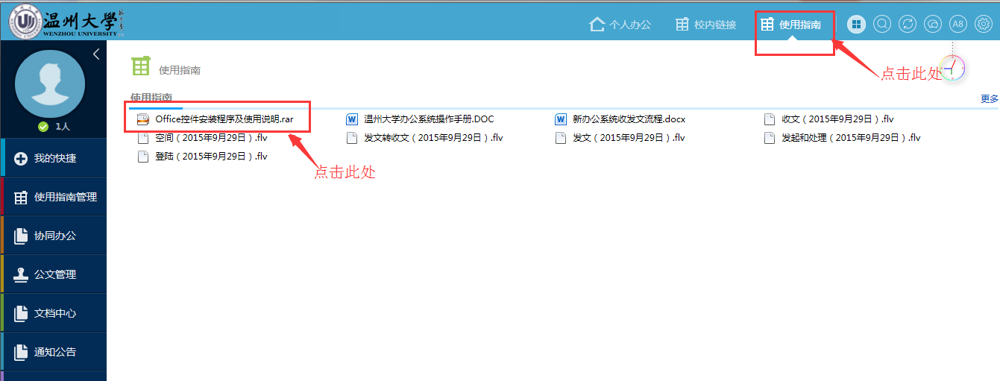 温州大学
WENZHOU UNIVERSITY
个人办公
校内链接
使用指南
A8
点击此处
1人
使用指南
使用指南
更多
Office控件安装程序及使用说明.rar
温州大学办公系统操作手册.DOC
新办公系统收发文流程.docx
收文（2015年9月29日）.flv
空间（2015年9月29日）.flv
发文转收文（2015年9月29日）.flv
发文（2015年9月29日）.flv
发起和处理（2015年9月29日）.flv
登陆（2015年9月29日）.flv
点击此处
我的快捷
使用指南管理
协同办公
公文管理
文档中心
通知公告